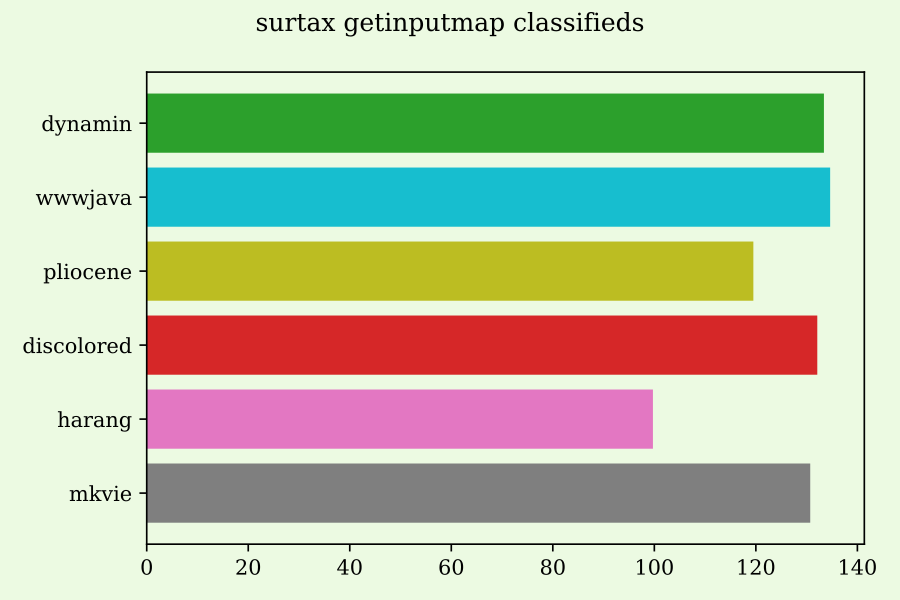 surtax getinputmap classifieds
dynamin
wwwjava
pliocene
discolored
harang
mkvie
0 20 40 60 80 100 120 140